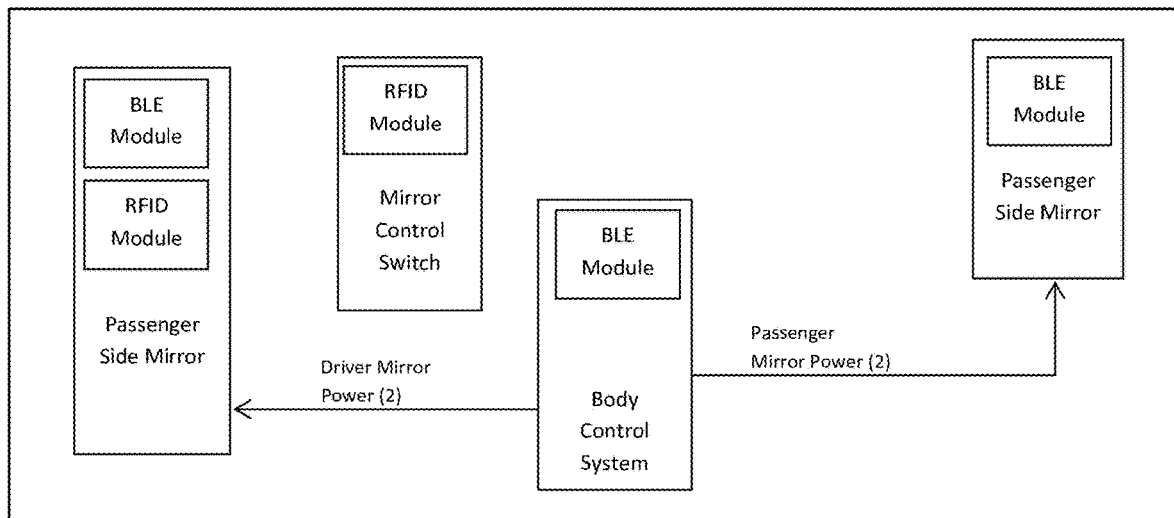 BLE
Module
RFID
Module
Passenger
Side Mirror
RFID
Module
Mirror
Control
Switch
Driver Mirror
Power (2)
BLE
Module
Body
Control
System
Passenger
Mirror Power (2)
BLE
Module
Passenger
Side Mirror